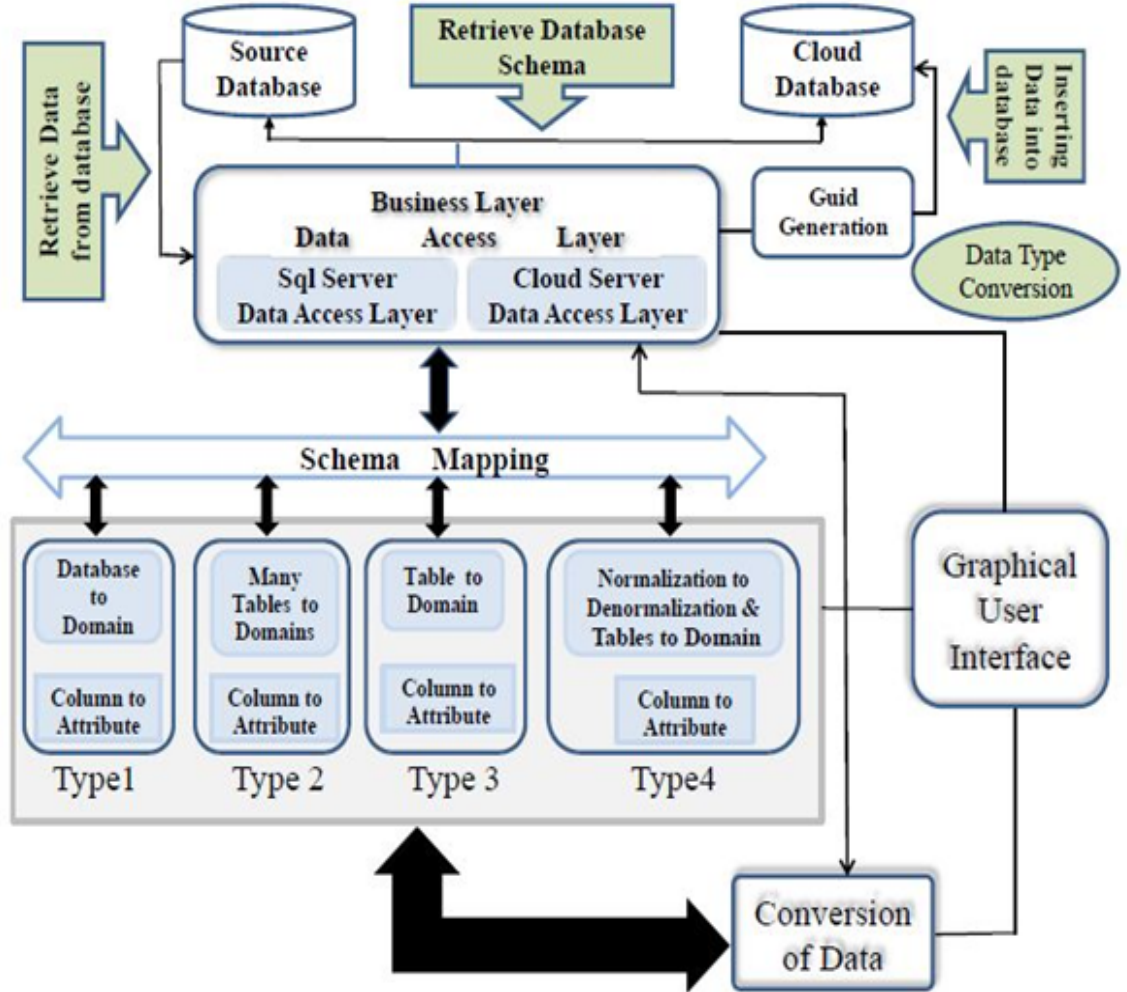 Source
Database
Retrieve Database
Schema
Cloud
Database
Retrieve Data
from database
Inserting
Data into
database
Business Layer
Data Access Layer
Sql Server
Data Access Layer
Cloud Server
Data Access Layer
Guid
Generation
Data Type
Conversion
Schema Mapping
Database
to
Domain
Column to
Attribute
Type1
Many
Tables to
Domains
Column to
Attribute
Type 2
Table to
Domain
Column to
Attribute
Type 3
Normalization to
Denormalization &
Tables to Domain
Column to
Attribute
Type4
Graphical
User
Interface
Conversion
of Data